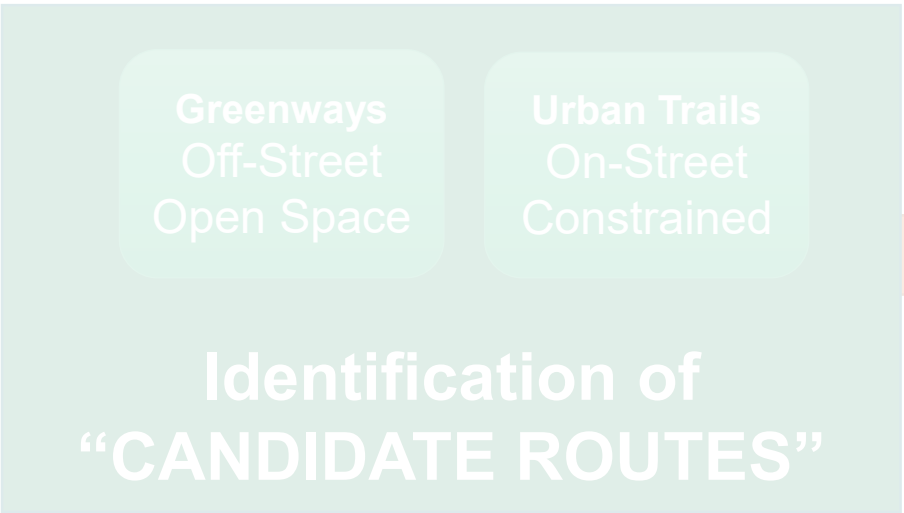 Greenways
Off-Street
Open Space
Urban Trails
On-Street
Constrained
Identification of
“CANDIDATE ROUTES”